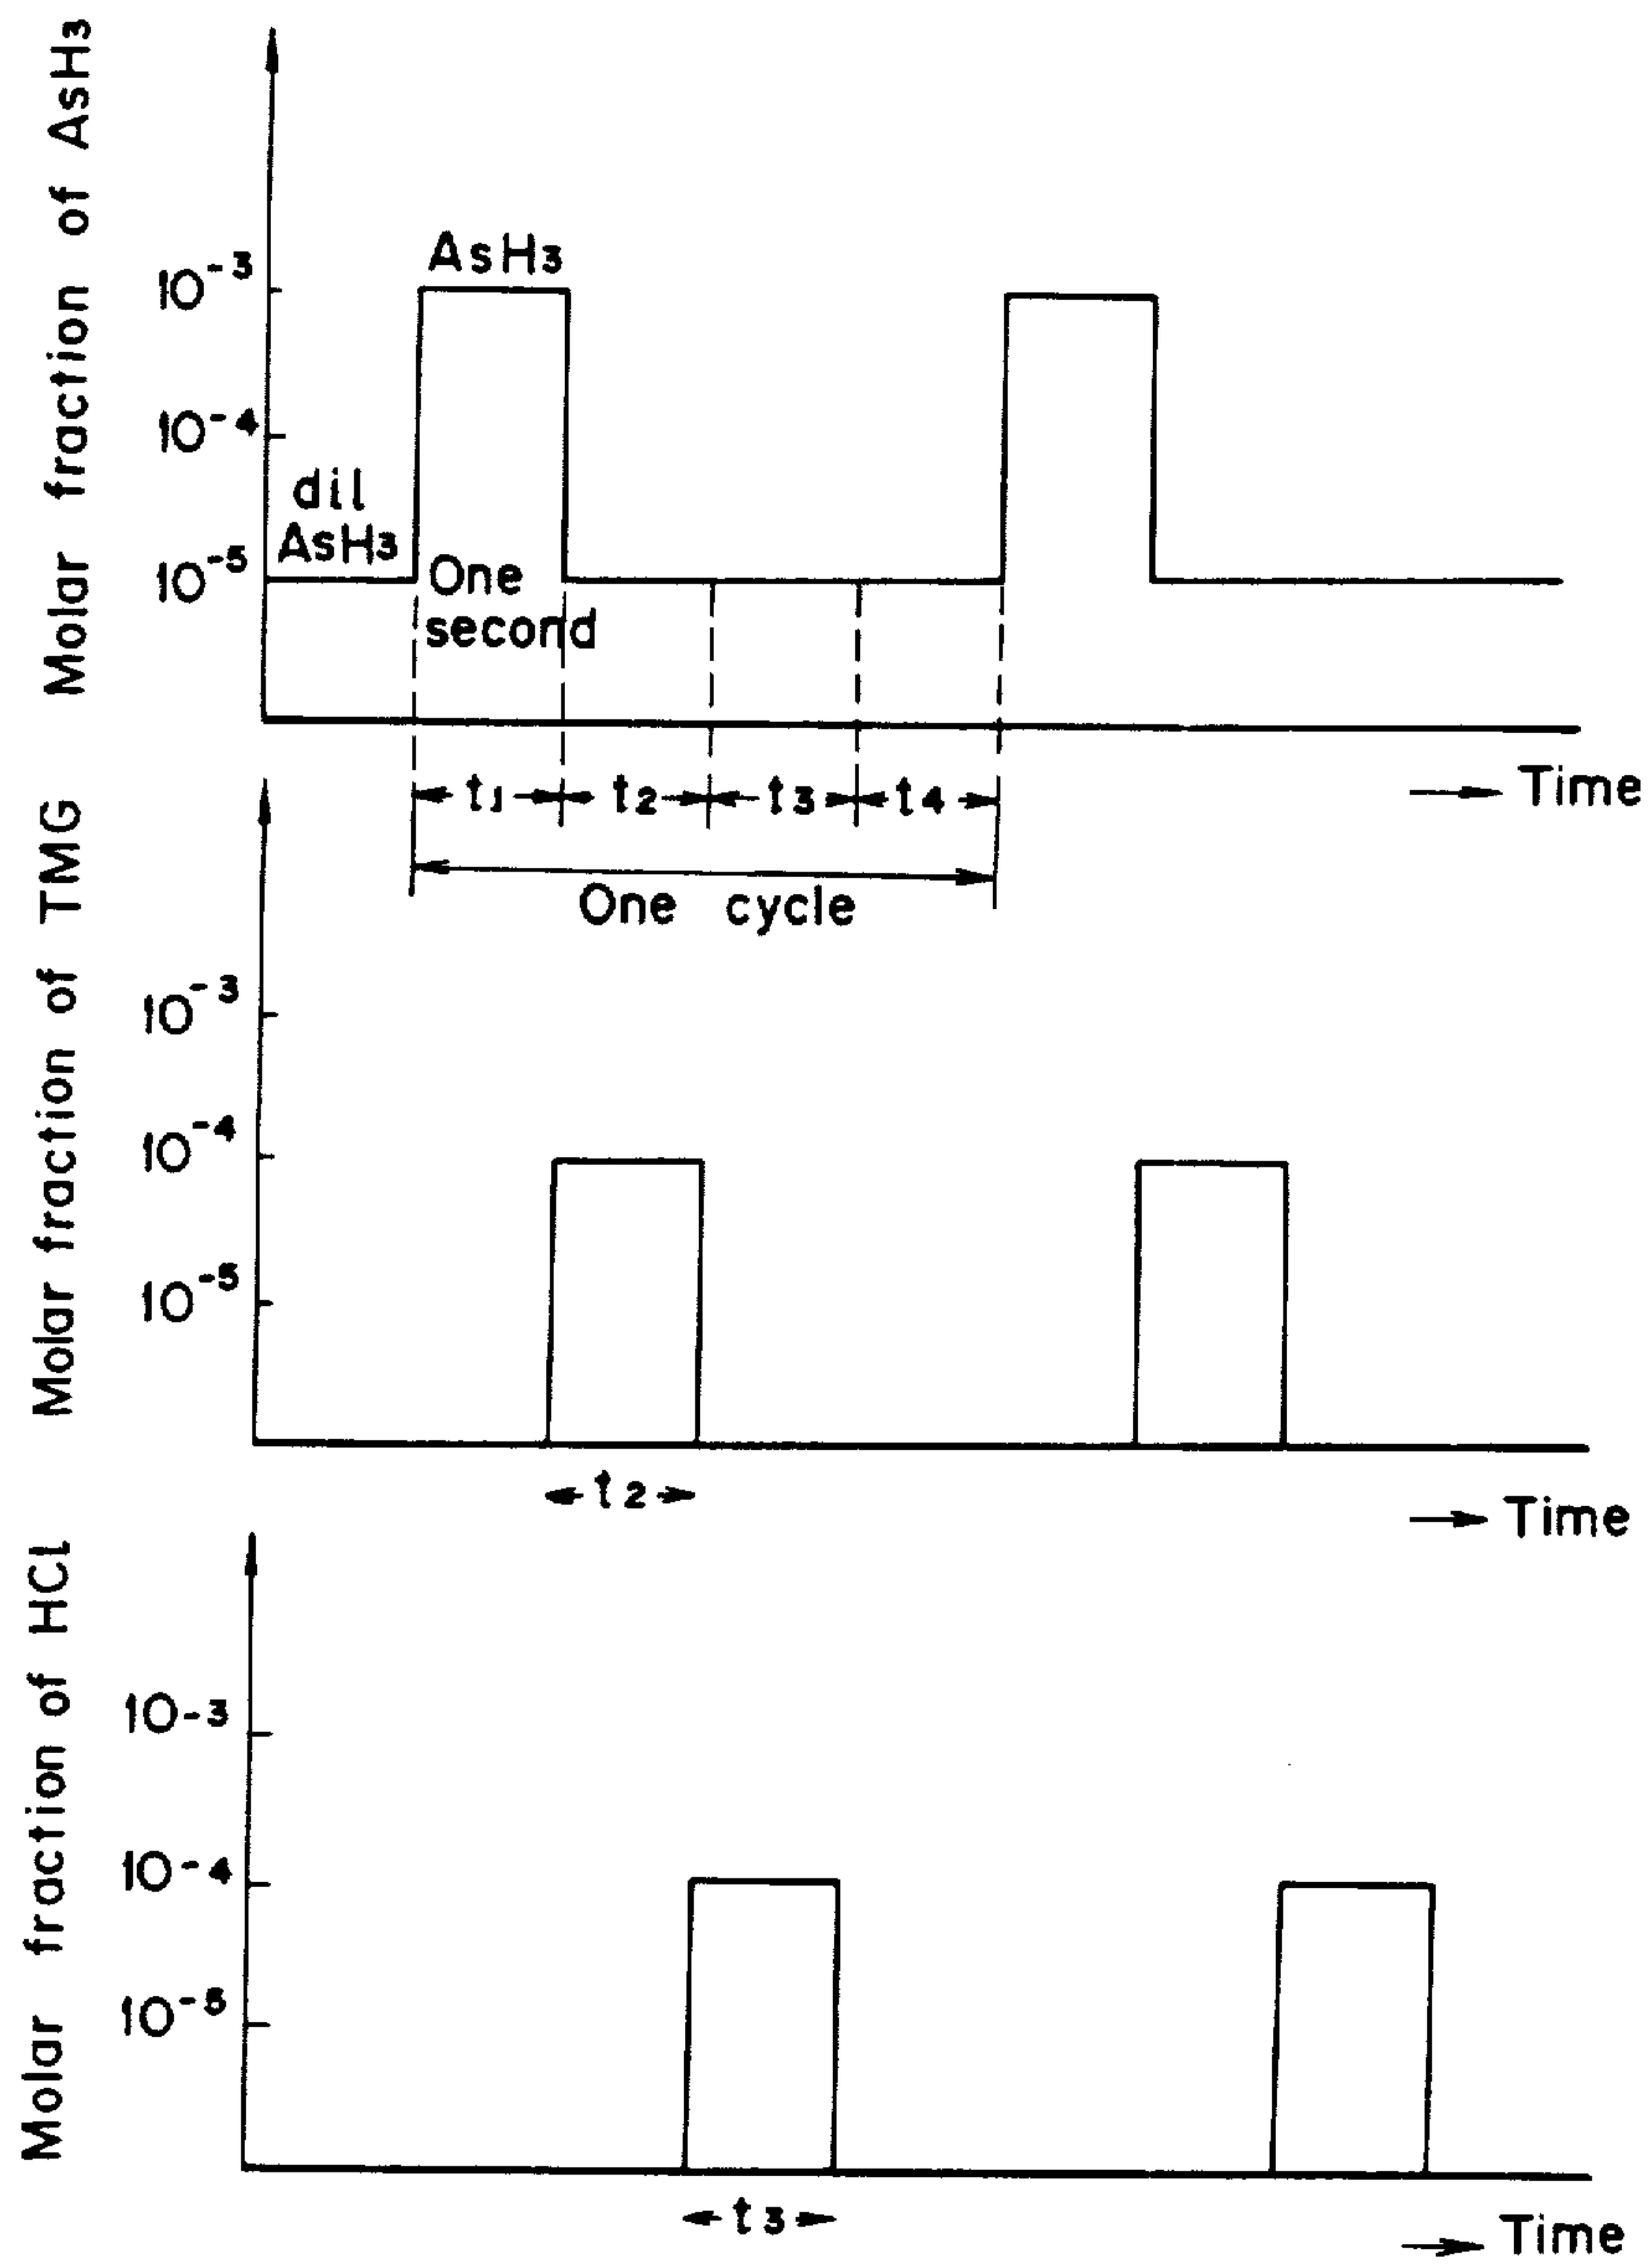 Molar fraction of AsH₃
10⁻³
10⁻⁴
10⁻⁵
AsH₃
dil
AsH₃
One
second
t₁
t₂
t₃
t₄
→ Time
One cycle
Molar fraction of TMG
10⁻³
10⁻⁴
10⁻⁵
t₂
→ Time
Molar fraction of HCl
10-3
10⁻⁴
10⁻⁵
t₃
→ Time